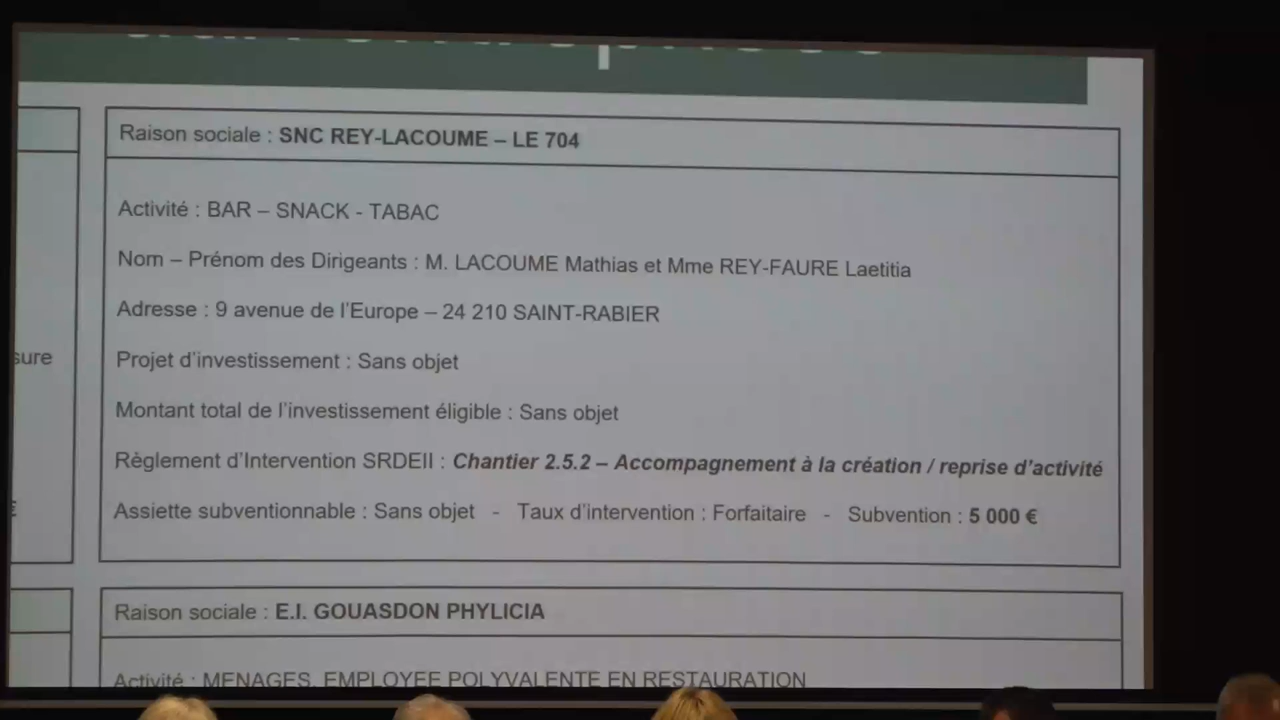 Raison sociale : SNC REY-LACOUME – LE 704
Activité : BAR – SNACK - TABAC
Nom – Prénom des Dirigeants : M. LACOUME Mathias et Mme REY-FAURE Laetitia
Adresse : 9 avenue de l'Europe – 24 210 SAINT-RABIER
Projet d'investissement : Sans objet
sure
Montant total de l'investissement éligible : Sans objet
Règlement d'Intervention SRDEII : Chantier 2.5.2 – Accompagnement à la création / reprise d'activité
€
Assiette subventionnable : Sans objet - Taux d'intervention : Forfaitaire - Subvention : 5 000 €
Raison sociale : E.I. GOUASDON PHYLICIA
Activité : MENAGES, EMPLOYEE POLYVALENTE EN RESTAURATION